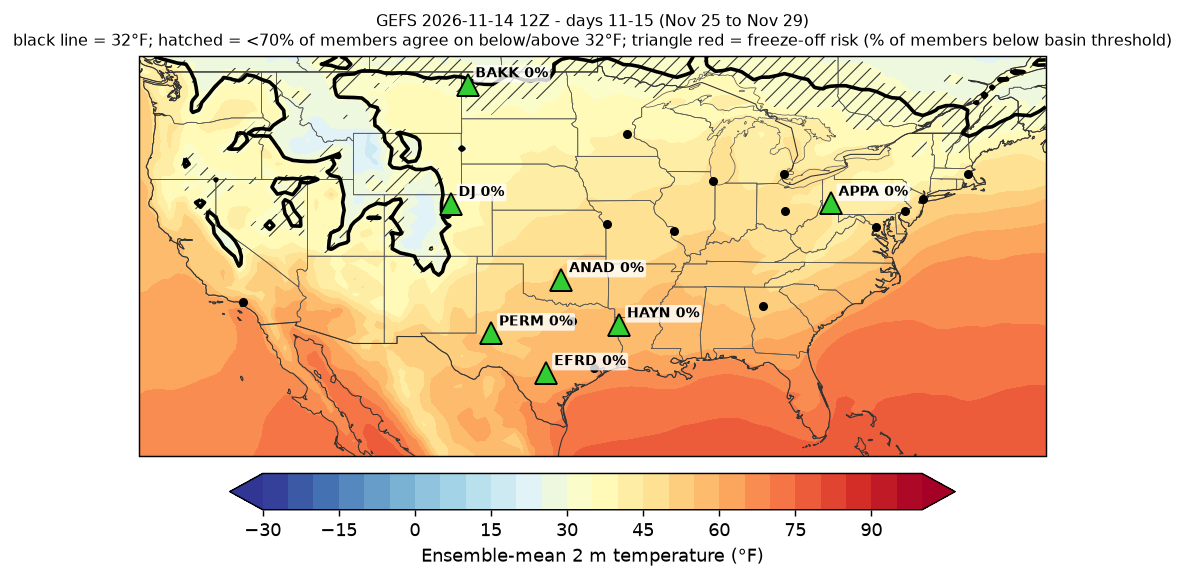 GEFS 2026-11-14 12Z - days 11-15 (Nov 25 to Nov 29)
black line = 32°F; hatched = <70% of members agree on below/above 32°F; triangle red = freeze-off risk (% of members below basin threshold)
BAKK 0%
DJ 0%
APPA 0%
ANAD 0%
HAYN 0%
PERM 0%
EFRD 0%
−30 −15 0 15 30 45 60 75 90
Ensemble-mean 2 m temperature (°F)